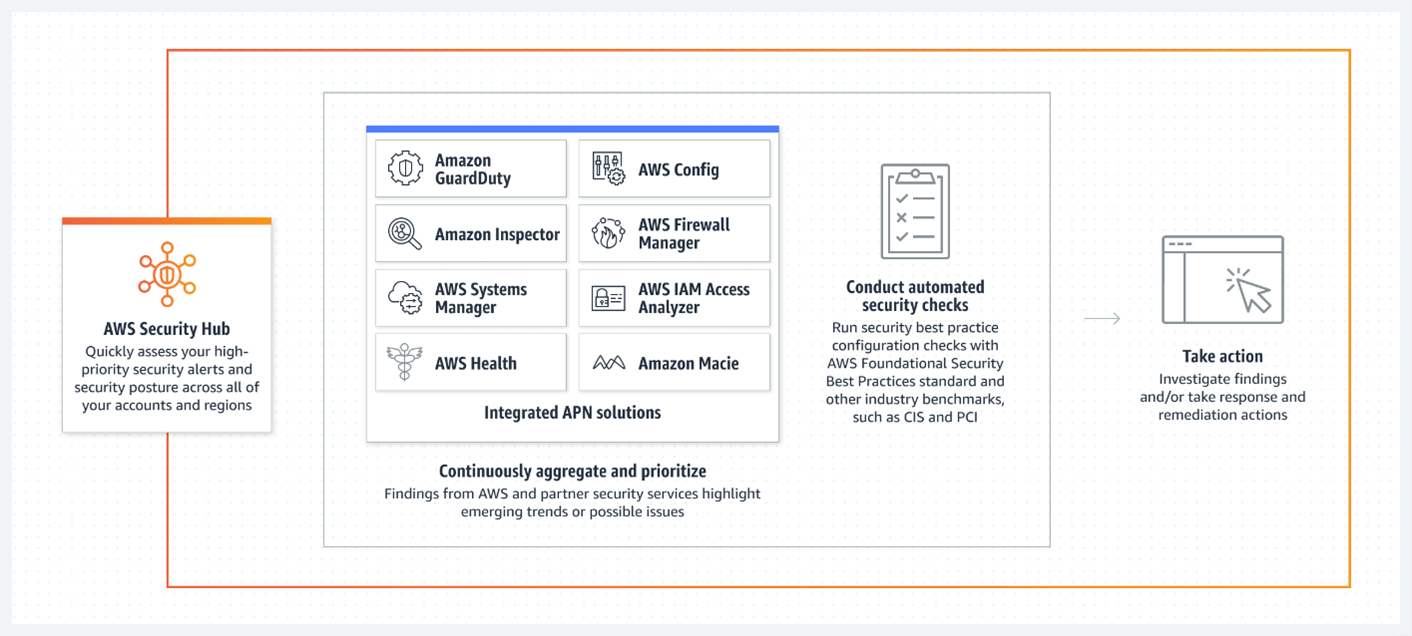 AWS Security Hub
Quickly assess your high-
priority security alerts and
security posture across all of
your accounts and regions
Amazon
GuardDuty
AWS Config
Amazon Inspector
AWS Firewall
Manager
AWS Systems
Manager
AWS IAM Access
Analyzer
AWS Health
Amazon Macie
Integrated APN solutions
Continuously aggregate and prioritize
Findings from AWS and partner security services highlight
emerging trends or possible issues
Conduct automated
security checks
Run security best practice
configuration checks with
AWS Foundational Security
Best Practices standard and
other industry benchmarks,
such as CIS and PCI
Take action
Investigate findings
and/or take response and
remediation actions